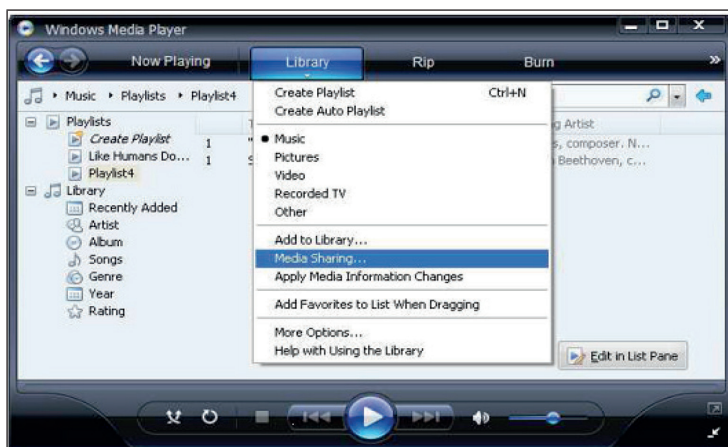 Windows Media Player
Now Playing Library Rip Burn »
Music ▸ Playlists ▸ Playlist4
Create Playlist Ctrl+N
Create Auto Playlist
Music
Pictures
Video
Recorded TV
Other
Add to Library...
Media Sharing...
Apply Media Information Changes
Add Favorites to List When Dragging
More Options...
Help with Using the Library
Playlists
Create Playlist
Like Humans Do...
Playlist4
Library
Recently Added
Artist
Album
Songs
Genre
Year
Rating
1
1
Artist
composer. N...
Beethoven, c...
Edit in List Pane